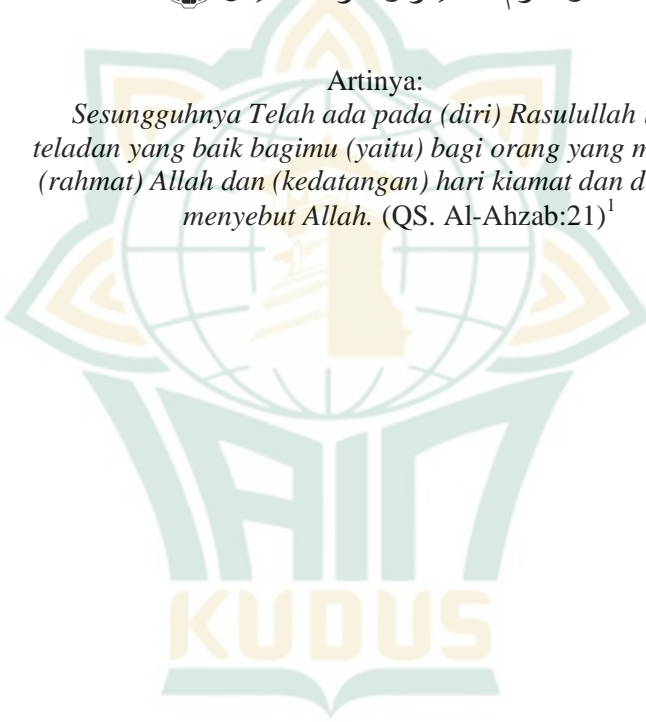 Artinya:
Sesungguhnya Telah ada pada (diri) Rasulullah
teladan yang baik bagimu (yaitu) bagi orang yang
(rahmat) Allah dan (kedatangan) hari kiamat dan
menyebut Allah. (QS. Al-Ahzab:21)1
IAIN
KUDUS